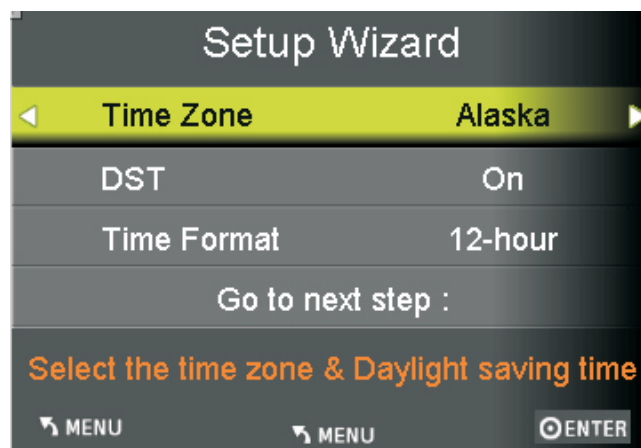 Setup Wizard
Time Zone Alaska
DST On
Time Format 12-hour
Go to next step :
Select the time zone & Daylight saving time
MENU MENU ENTER